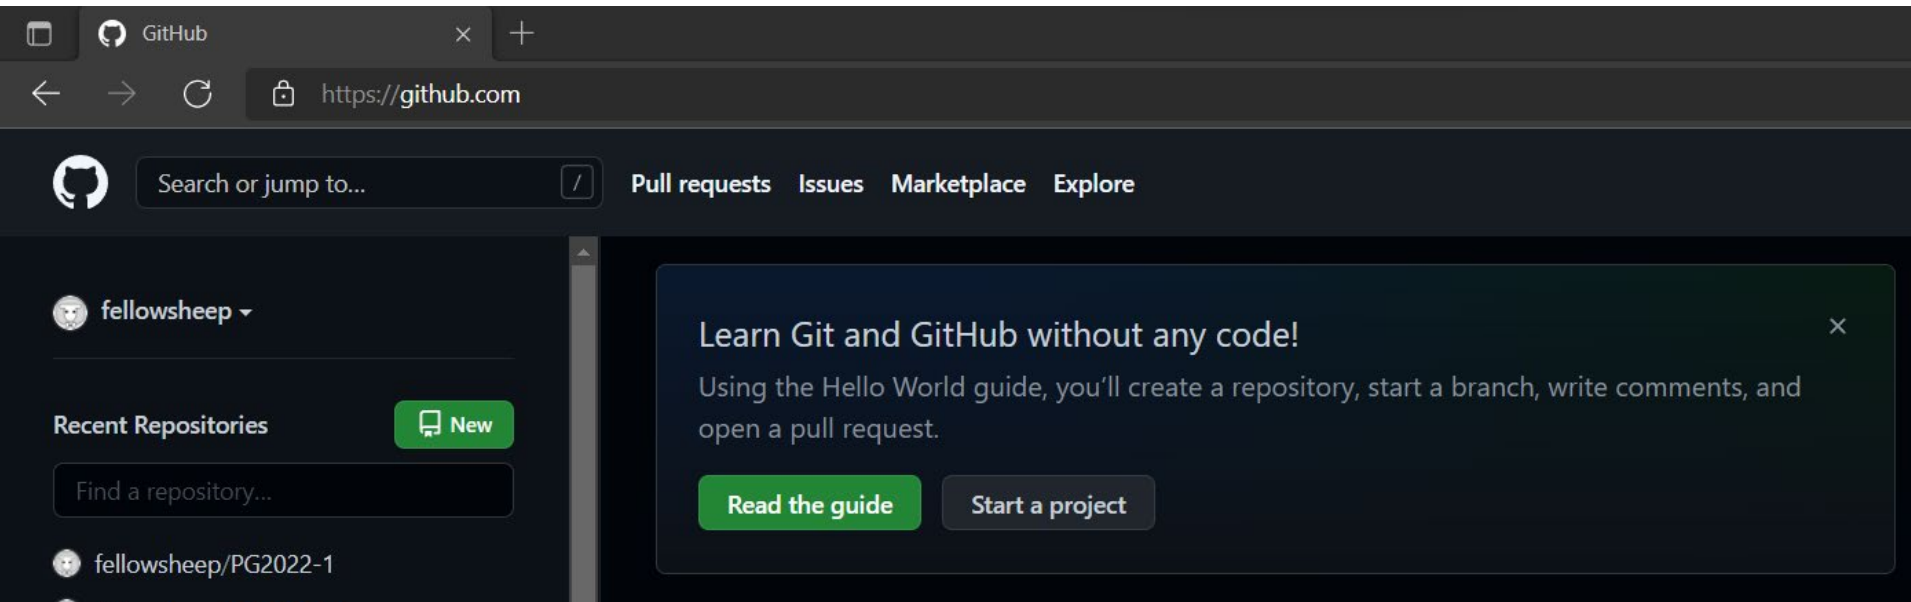 GitHub
https://github.com
Search or jump to... /
Pull requests Issues Marketplace Explore
fellowsheep
Recent Repositories
New
Find a repository...
fellowsheep/PG2022-1
Learn Git and GitHub without any code!
Using the Hello World guide, you’ll create a repository, start a branch, write comments, and
open a pull request.
Read the guide
Start a project